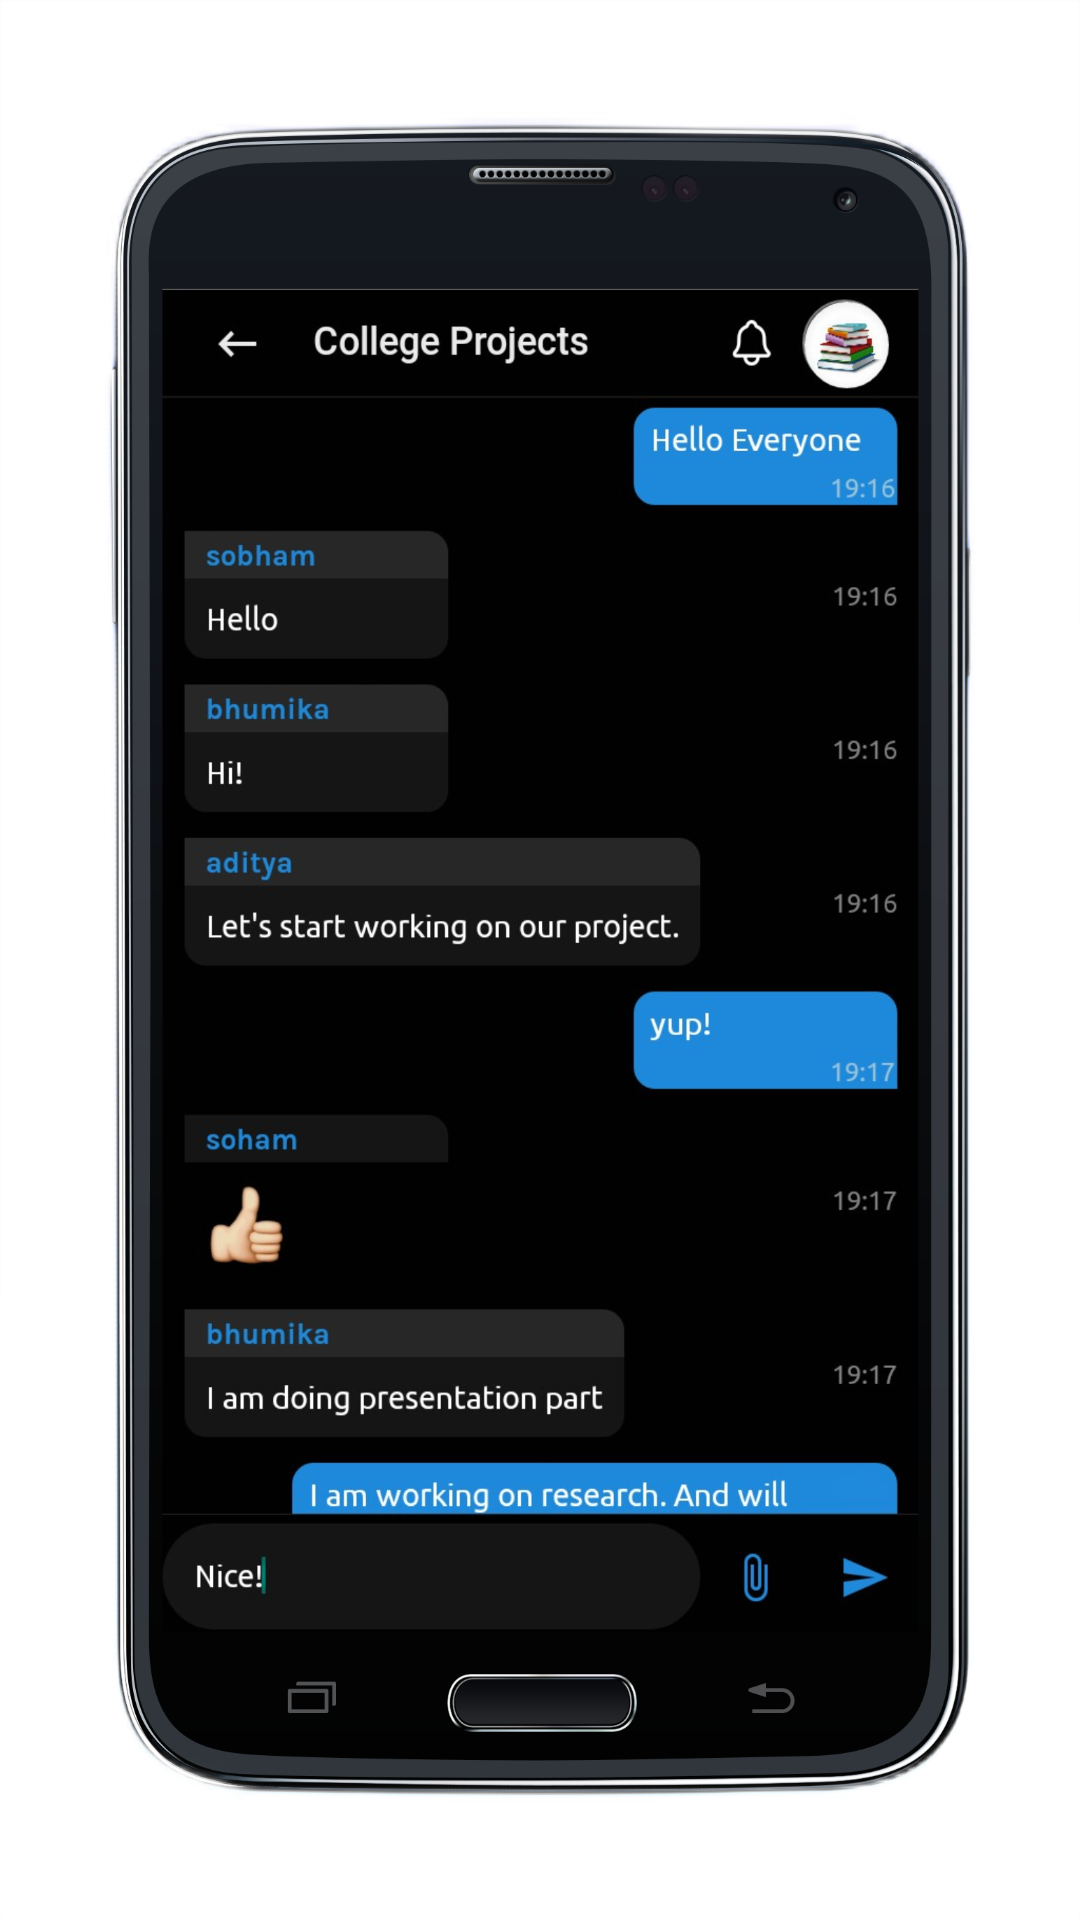 College Projects
Hello Everyone
19:16
sobham
Hello
19:16
bhumika
Hi!
19:16
aditya
Let's start working on our project.
19:16
yup!
19:17
soham
19:17
bhumika
I am doing presentation part
19:17
I am working on research. And will
Nice!